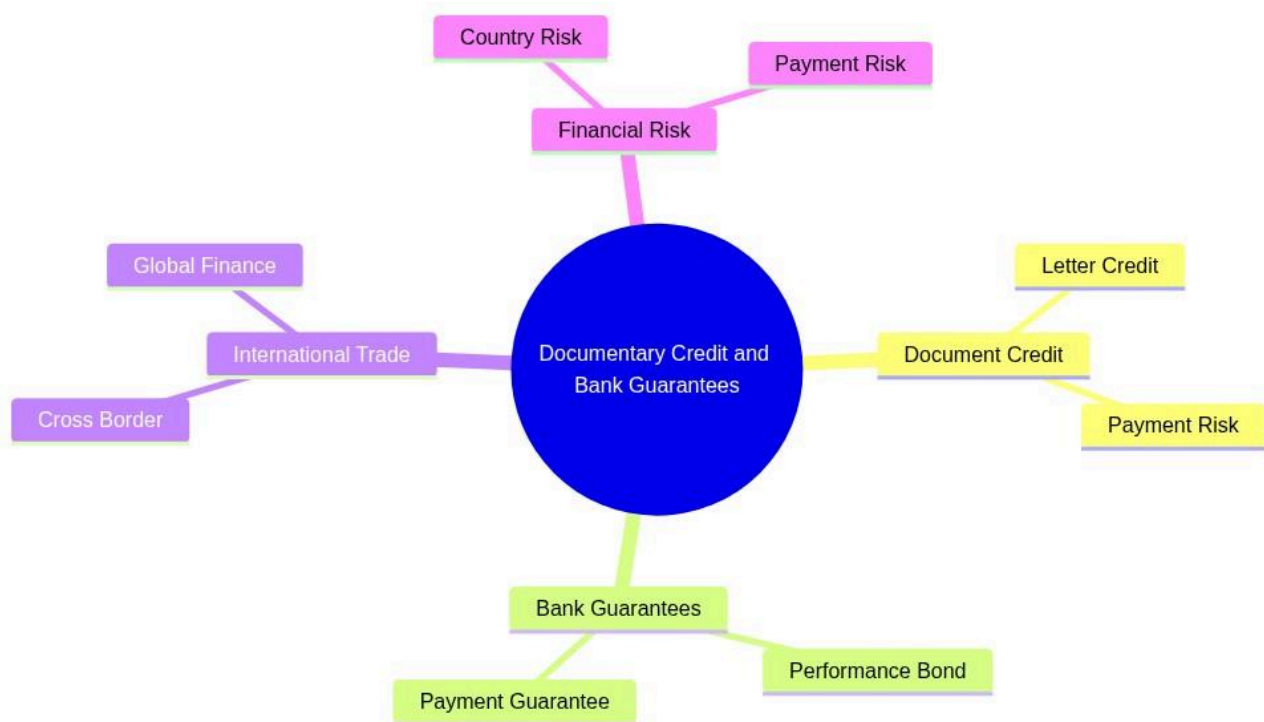 Country Risk
Payment Risk
Financial Risk
Global Finance
International Trade
Cross Border
Documentary Credit and
Bank Guarantees
Letter Credit
Document Credit
Payment Risk
Bank Guarantees
Performance Bond
Payment Guarantee